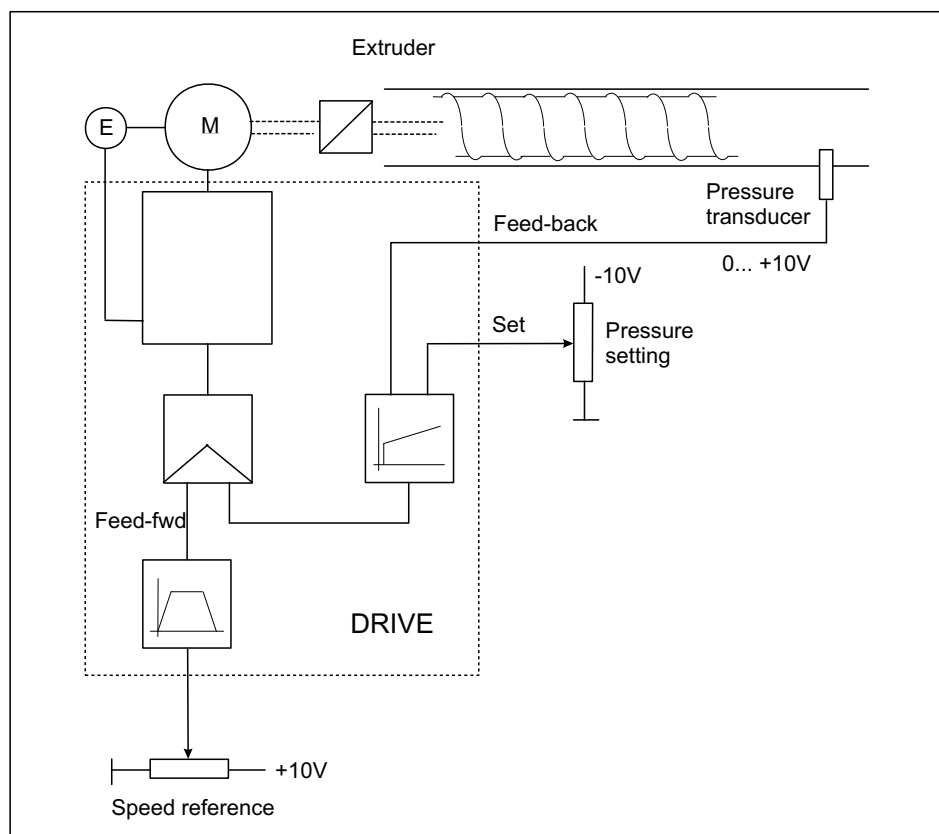 Extruder
E
M
Pressure
transducer
Feed-back
0... +10V
-10V
Set
Pressure
setting
Feed-fwd
DRIVE
+10V
Speed reference